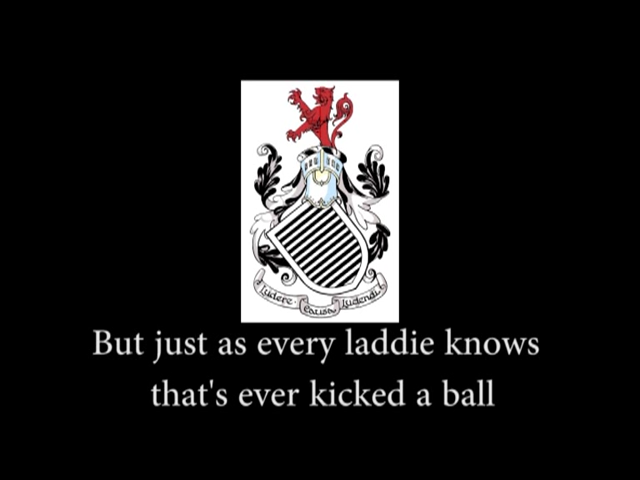 Ludere Causa Ludendi
But just as every laddie knows
that's ever kicked a ball